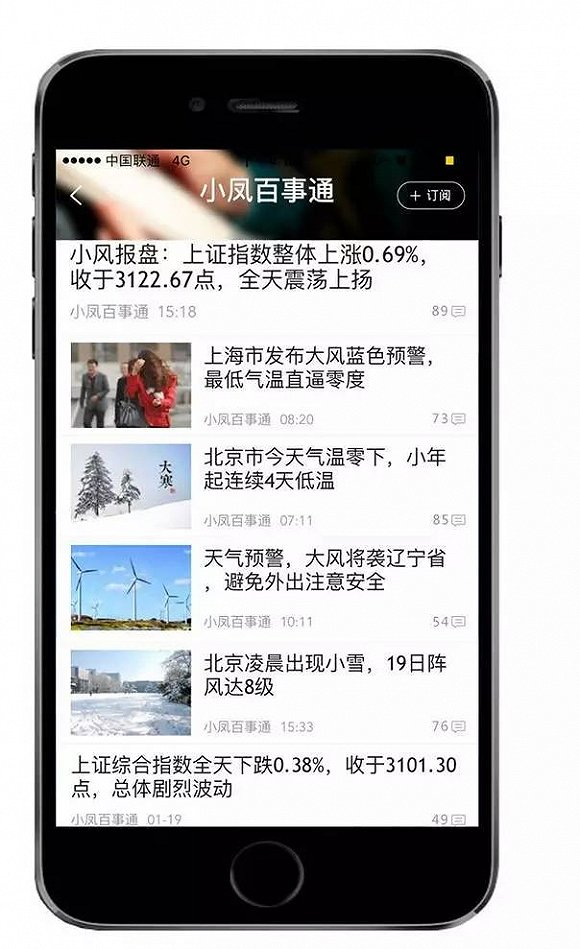 ●●●●● 中国联通 4G
小凤百事通
+ 订阅
小风报盘：上证指数整体上涨0.69%，
收于3122.67点，全天震荡上扬
小凤百事通 15:18
89
上海市发布大风蓝色预警，
最低气温直逼零度
小凤百事通 08:20
73
大寒
北京市今天气温零下，小年
起连续4天低温
小凤百事通 07:11
85
天气预警，大风将袭辽宁省
，避免外出注意安全
小凤百事通 10:11
54
北京凌晨出现小雪，19日阵
风达8级
小凤百事通 15:33
76
上证综合指数全天下跌0.38%，收于3101.30
点，总体剧烈波动
小凤百事通 01-19
49